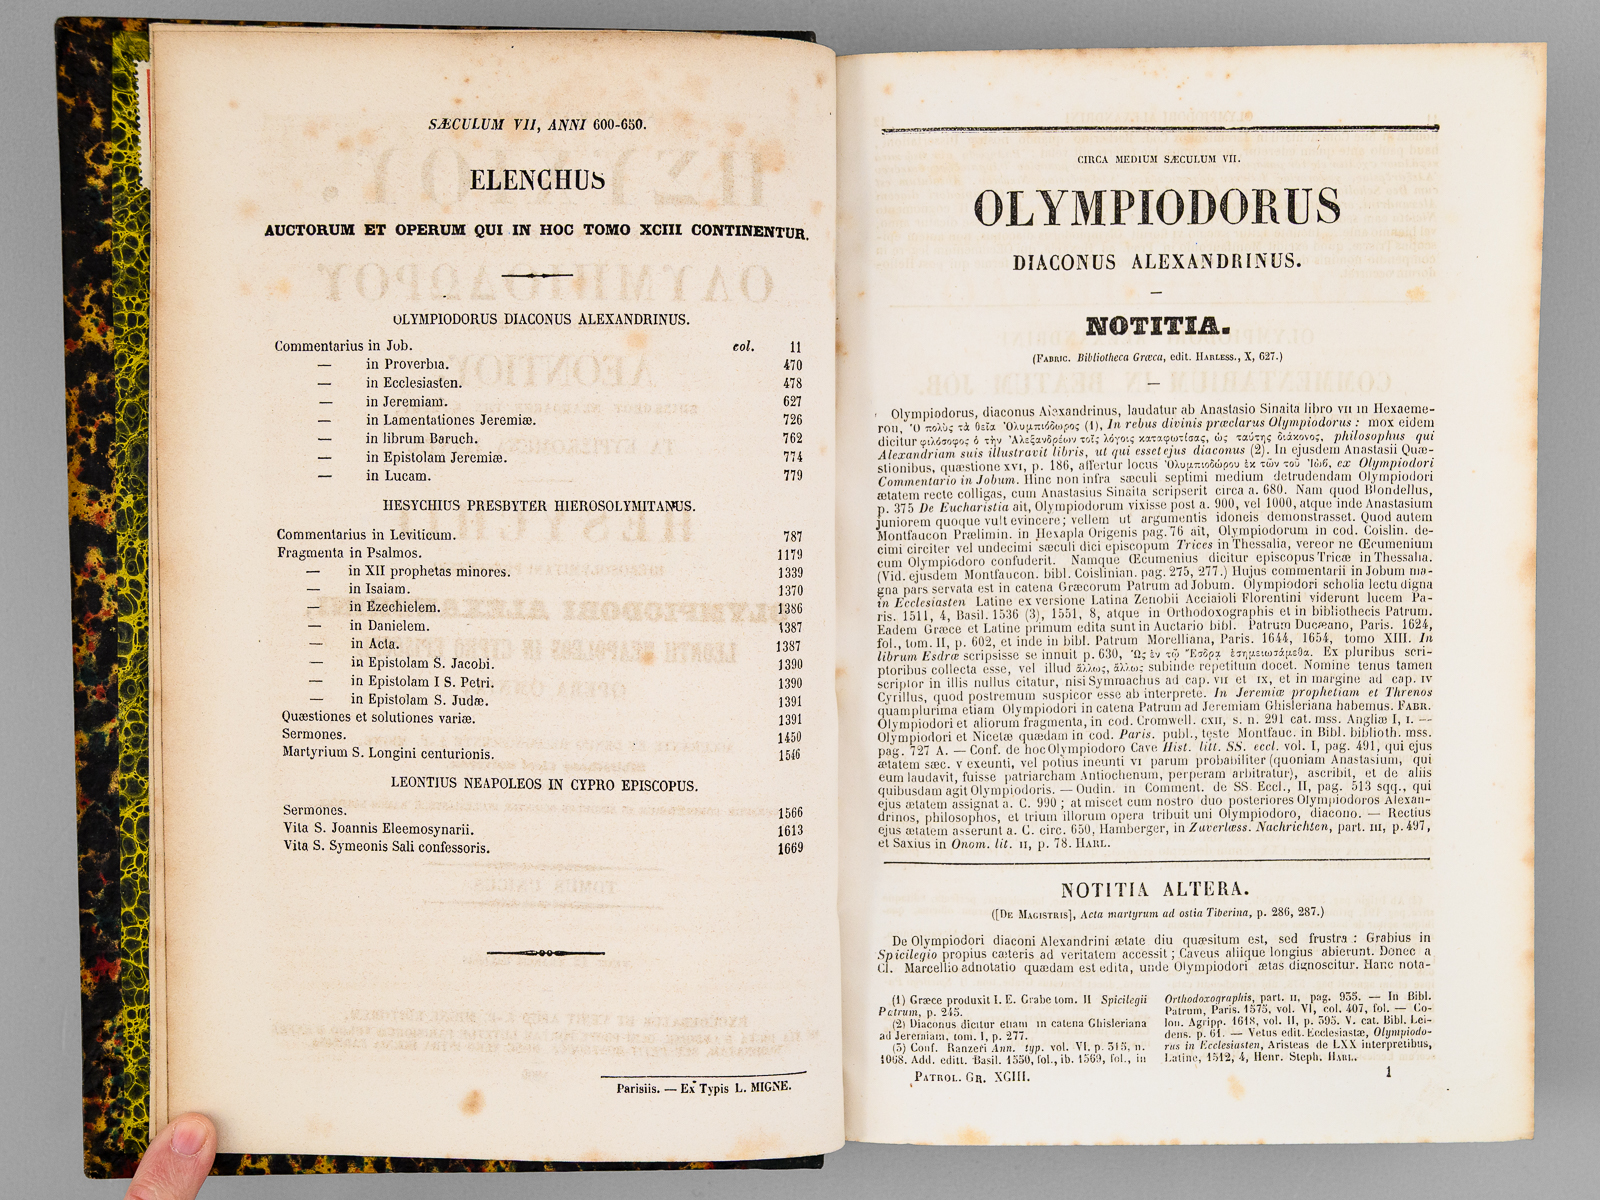 SÆCULUM VII, ANNI 600-650.
ELENCHUS
AUCTORUM ET OPERUM QUI IN HOC TOMO XCIII CONTINENTUR.
OLYMPIODORUS DIACONUS ALEXANDRINUS.
Commentarius in Job. col. 11
— in Proverbia. 470
— in Ecclesiasten. 478
— in Jeremiam. 627
— in Lamentationes Jeremiæ. 726
— in librum Baruch. 762
— in Epistolam Jeremiæ. 774
— in Lucam. 779
HESYCHIUS PRESBYTER HIEROSOLYMITANUS.
Commentarius in Leviticum. 787
Fragmenta in Psalmos. 1179
— in XII prophetas minores. 1339
— in Isaiam. 1370
— in Ezechielem. 1386
— in Danielem. 1387
— in Acta. 1387
— in Epistolam S. Jacobi. 1390
— in Epistolam I S. Petri. 1390
— in Epistolam S. Judæ. 1391
Quæstiones et solutiones variæ. 1391
Sermones. 1450
Martyrium S. Longini centurionis. 1546
LEONTIUS NEAPOLEOS IN CYPRO EPISCOPUS.
Sermones. 1566
Vita S. Joannis Eleemosynarii. 1613
Vita S. Symeonis Sali confessoris. 1669
Parisiis. — Ex Typis L. MIGNE.
CIRCA MEDIUM SÆCULUM VII.
OLYMPIODORUS
DIACONUS ALEXANDRINUS.
NOTITIA.
(FABRIC. Bibliotheca Græca, edit. HARLESS., X, 627.)
Olympiodorus, diaconus Alexandrinus, laudatur ab Anastasio Sinaita libro VII in Hexaeme-
ron, Ὁ πολὺς τὰ θεῖα Ὀλυμπιόδωρος (1), In rebus divinis præclarus Olympiodorus : mox eidem
dicitur φιλόσοφος ὁ τὴν Ἀλεξανδρέων τοῖς λόγοις καταφωτίσας, ὡς ταύτης διάκονος, philosophus qui
Alexandriam suis illustravit libris, ut qui esset ejus diaconus (2). In ejusdem Anastasii Quæ-
stionibus, quæstione XVI, p. 186, affertur locus Ὀλυμπιοδώρου ἐκ τῶν τοῦ Ἰώϐ, ex Olympiodori
Commentario in Jobum. Hinc non infra sæculi septimi medium detrudendam Olympiodori
ætatem recte colligas, cum Anastasius Sinaita scripserit circa a. 680. Nam quod Blondellus,
p. 375 De Eucharistia ait, Olympiodorum vixisse post a. 900, vel 1000, atque inde Anastasium
juniorem quoque vult evincere; vellem ut argumentis idoneis demonstrasset. Quod autem
Montfaucon Prælimin. in Hexapla Origenis pag. 76 ait, Olympiodorum in cod. Coislin. de-
cimi circiter vel undecimi sæculi dici episcopum Trices in Thessalia, vereor ne Œcumenium
cum Olympiodoro confuderit. Namque Œcumenius dicitur episcopus Tricæ in Thessalia.
(Vid. ejusdem Montfaucon. bibl. Coislinian. pag. 275, 277.) Hujus commentarii in Jobum ma-
gna pars servata est in catena Græcorum Patrum ad Jobum. Olympiodori scholia lectu digna
in Ecclesiasten Latine ex versione Latina Zenobii Acciaioli Florentini viderunt lucem Pa-
ris. 1511, 4, Basil. 1536 (3), 1551, 8, atque in Orthodoxographis et in bibliothecis Patrum.
Eadem Græce et Latine primum edita sunt in Auctario bibl. Patrum Ducæano, Paris. 1624,
fol., tom. II, p. 602, et inde in bibl. Patrum Morelliana, Paris. 1644, 1654, tomo XIII. In
librum Esdræ scripsisse se innuit p. 630, Ὡς ἐν τῷ Ἔσδρᾳ ἐσημειωσάμεθα. Ex pluribus scri-
ptoribus collecta esse, vel illud ἄλλως, ἄλλως subinde repetitum docet. Nomine tenus tamen
scriptor in illis nullus citatur, nisi Symmachus ad cap. VII et IX, et in margine ad cap. IV
Cyrillus, quod postremum suspicor esse ab interprete. In Jeremiæ prophetiam et Threnos
quamplurima etiam Olympiodori in catena Patrum ad Jeremiam Ghisleriana habemus. FABR.
Olympiodori et aliorum fragmenta, in cod. Cromwell. CXII, s. n. 291 cat. mss. Angliæ I, I. —
Olympiodori et Nicetæ quædam in cod. Paris. publ., teste Montfauc. in Bibl. biblioth. mss.
pag. 727 A. — Conf. de hoc Olympiodoro Cave Hist. litt. SS. eccl. vol. I, pag. 491, qui ejus
ætatem sæc. V exeunti, vel potius ineunti VI parum probabiliter (quoniam Anastasium, qui
eum laudavit, fuisse patriarcham Antiochenum, perperam arbitratur), ascribit, et de aliis
quibusdam agit Olympiodoris. — Oudin. in Comment. de SS. Eccl., II, pag. 513 sqq., qui
ejus ætatem assignat a. C. 990 ; at miscet cum nostro duo posteriores Olympiodoros Alexan-
drinos, philosophos, et trium illorum opera tribuit uni Olympiodoro, diacono. — Rectius
ejus ætatem asserunt a. C. circ. 650, Hamberger, in Zuverlæss. Nachrichten, part. III, p. 497,
et Saxius in Onom. lit. II, p. 78. HARL.
NOTITIA ALTERA.
([DE MAGISTRIS], Acta martyrum ad ostia Tiberina, p. 286, 287.)
De Olympiodori diaconi Alexandrini ætate diu quæsitum est, sed frustra : Grabius in
Spicilegio propius cæteris ad veritatem accessit ; Caveus aliique longius abierunt. Donec a
Cl. Marcellio adnotatio quædam est edita, unde Olympiodori ætas dignoscitur. Hanc nota-
(1) Græce produxit I. E. Grabe tom. II Spicilegii
Patrum, p. 245.
(2) Diaconus dicitur etiam in catena Ghisleriana
ad Jeremiam, tom. I, p. 277.
(3) Conf. Ranzeri Ann. typ. vol. VI, p. 315, n.
1068. Add. editt. Basil. 1550, fol., ib. 1569, fol., in
Orthodoxographis, part. II, pag. 935. — In Bibl.
Patrum, Paris. 1575, vol. VI, col. 407, fol. — Co-
lon. Agripp. 1618, vol. II, p. 395. V. cat. Bibl. Lei-
dens. p. 61. — Vetus edit. Ecclesiastæ, Olympiodo-
rus in Ecclesiasten, Aristeas de LXX interpretibus,
Latine, 1512, 4, Henr. Steph. HARL.
PATROL. GR. XCIII. 1